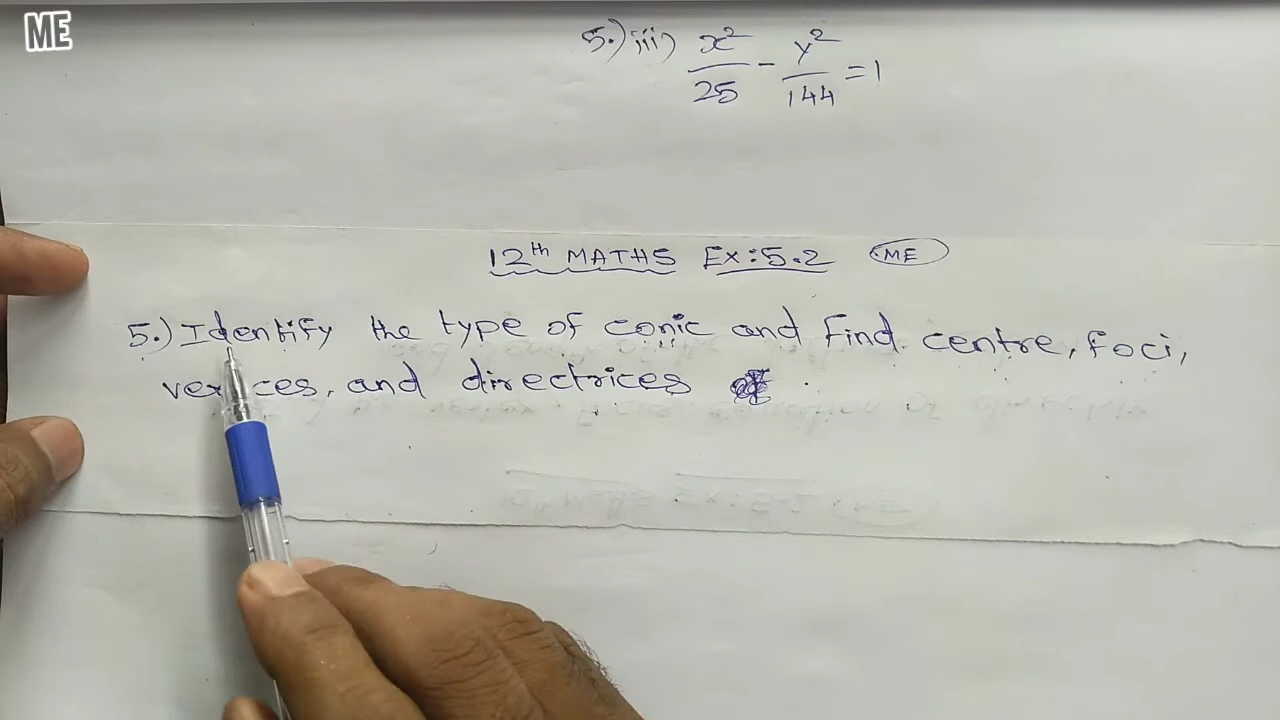 ME
5.) iii) x²/25 - y²/144 = 1
12th MATHS Ex: 5.2 ME
5.) Identify the type of conic and find centre, foci,
and directrices